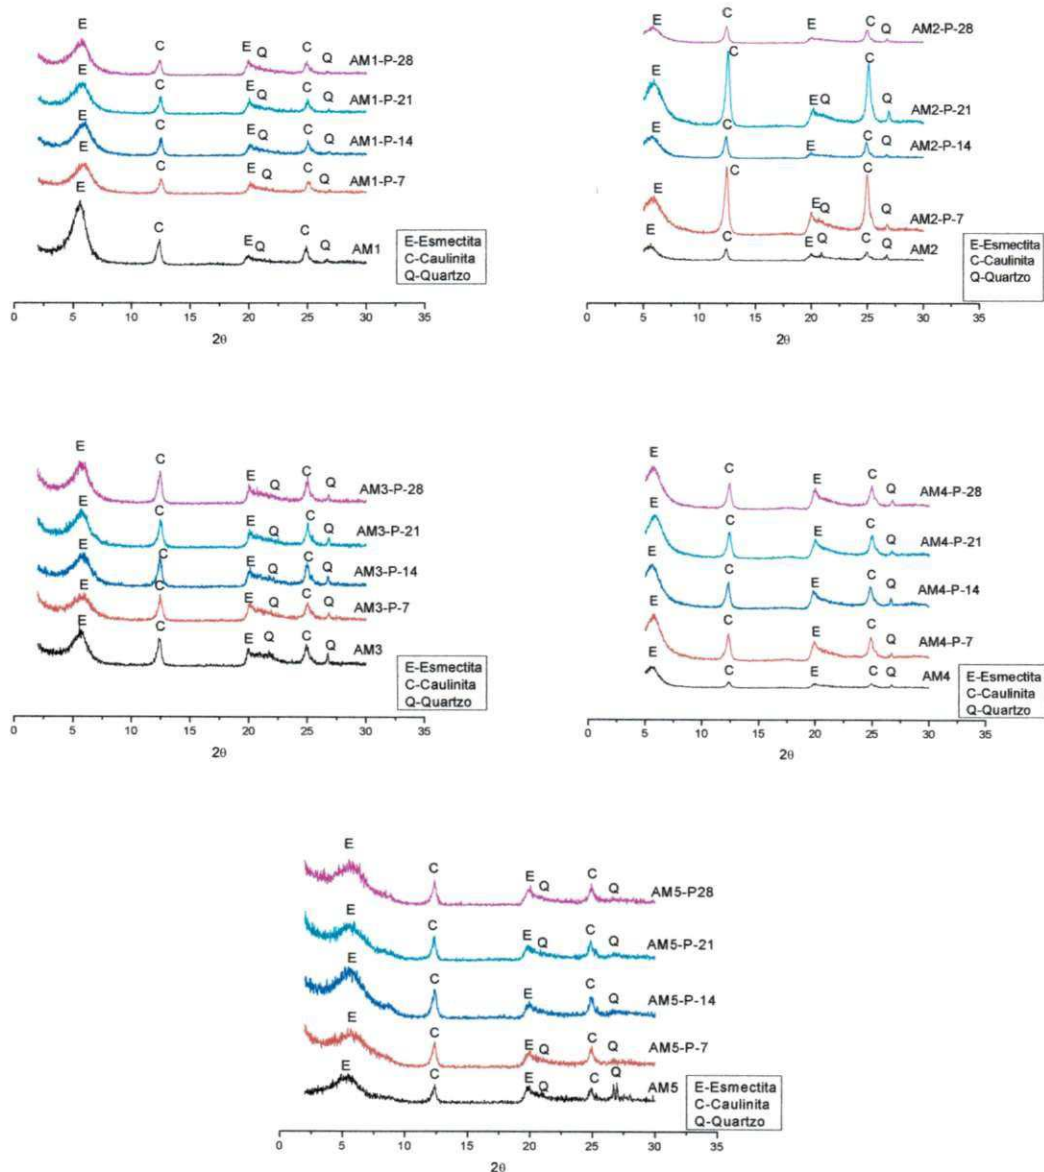 E
C
E
Q
C
Q
AM1-P-28
E
C
E
Q
C
Q
AM1-P-21
E
C
E
Q
C
Q
AM1-P-14
E
C
E
Q
C
Q
AM1-P-7
E
C
E
Q
C
Q
AM1
E-Esmectita
C-Caulinita
Q-Quartzo
0 5 10 15 20 25 30 35
2θ
E
C
E
C
Q
AM2-P-28
E
C
E
Q
C
Q
AM2-P-21
E
C
E
C
Q
AM2-P-14
E
C
E
Q
C
Q
AM2-P-7
E
C
E
Q
C
Q
AM2
E-Esmectita
C-Caulinita
Q-Quartzo
0 5 10 15 20 25 30 35
2θ
E
C
E
Q
C
Q
AM3-P-28
E
C
E
Q
C
Q
AM3-P-21
E
C
E
Q
C
Q
AM3-P-14
E
C
E
Q
C
Q
AM3-P-7
E
C
E
Q
C
Q
AM3
E-Esmectita
C-Caulinita
Q-Quartzo
0 5 10 15 20 25 30 35
2θ
E
C
E
C
Q
AM4-P-28
E
C
E
C
Q
AM4-P-21
E
C
E
C
Q
AM4-P-14
E
C
E
C
Q
AM4-P-7
E
C
E
C
Q
AM4
E-Esmectita
C-Caulinita
Q-Quartzo
0 5 10 15 20 25 30 35
2θ
E
C
E
Q
C
Q
AM5-P28
E
C
E
Q
C
Q
AM5-P-21
E
C
E
Q
C
Q
AM5-P-14
E
C
E
Q
C
Q
AM5-P-7
C
E
Q
C
Q
AM5
E-Esmectita
C-Caulinita
Q-Quartzo
0 5 10 15 20 25 30 35
2θ